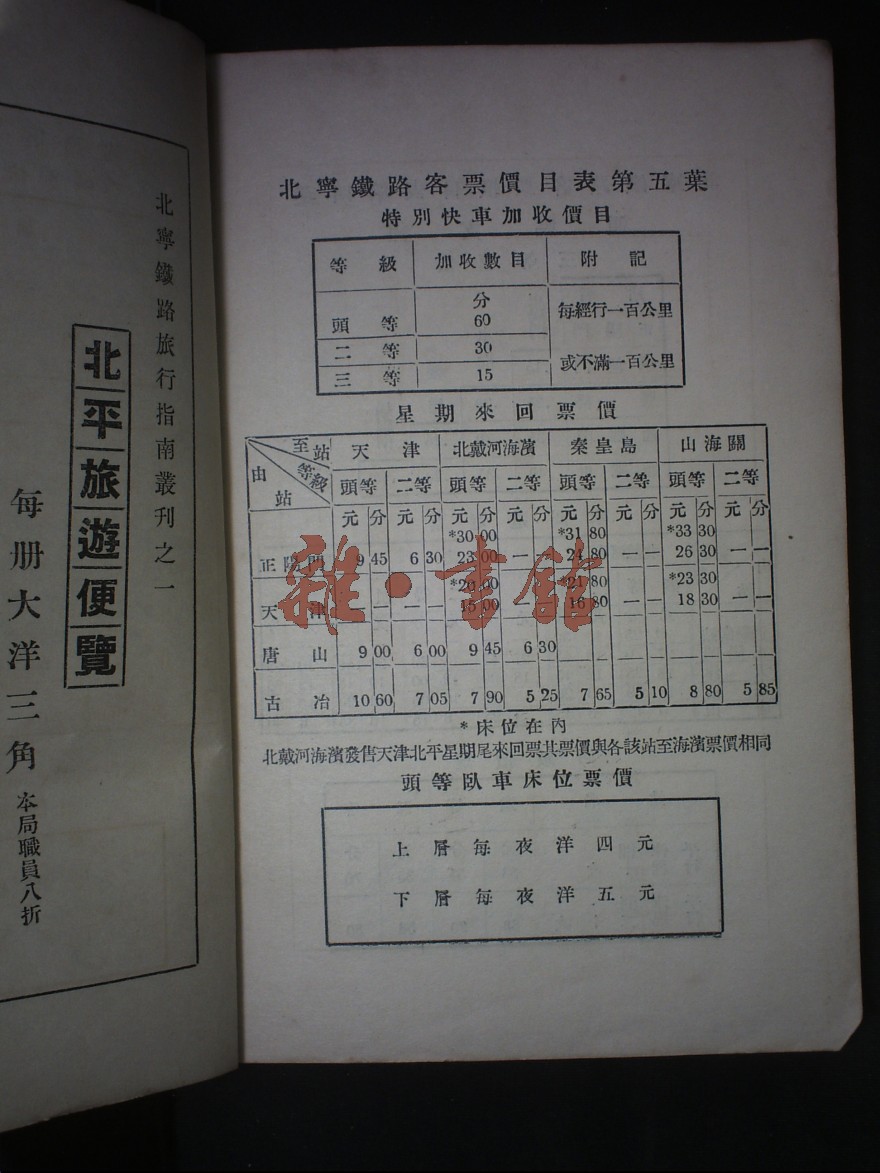 北寧鐵路旅行指南叢刊之一
北平旅遊便覽
每册大洋三角 本局職員八折
北寧鐵路客票價目表第五葉
特別快車加收價目
等級 加收數目 附記
分
頭等 60 每經行一百公里
二等 30
或不滿一百公里
三等 15
星期來回票價
至站 等級 由站 天津 北戴河海濱 秦皇島 山海關
頭等 二等 頭等 二等 頭等 二等 頭等 二等
元 分 元 分 元 分 元 分 元 分 元 分 元 分 元 分
*30 00 *31 80 *33 30
正陽門 9 45 6 30 23 00 — — 24 80 — — 26 30 — —
*20 00 *21 80 *23 30
天津 — — — — 15 00 — — 16 80 — — 18 30 — —
唐山 9 00 6 00 9 45 6 30
古冶 10 60 7 05 7 90 5 25 7 65 5 10 8 80 5 85
*床位在內
北戴河海濱發售天津北平星期尾來回票其票價與各該站至海濱票價相同
頭等臥車床位票價
上層每夜洋四元
下層每夜洋五元
雜·書館